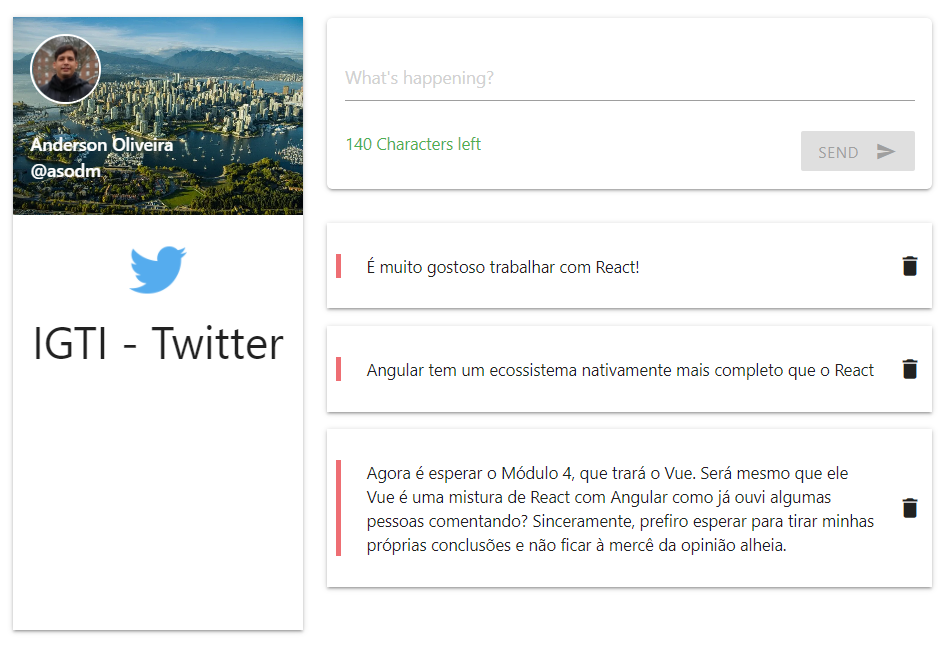 Anderson Oliveira
@asodm
IGTI - Twitter
What's happening?
140 Characters left
SEND
É muito gostoso trabalhar com React!
Angular tem um ecossistema nativamente mais completo que o React
Agora é esperar o Módulo 4, que trará o Vue. Será mesmo que ele
Vue é uma mistura de React com Angular como já ouvi algumas
pessoas comentando? Sinceramente, prefiro esperar para tirar minhas
próprias conclusões e não ficar à mercê da opinião alheia.